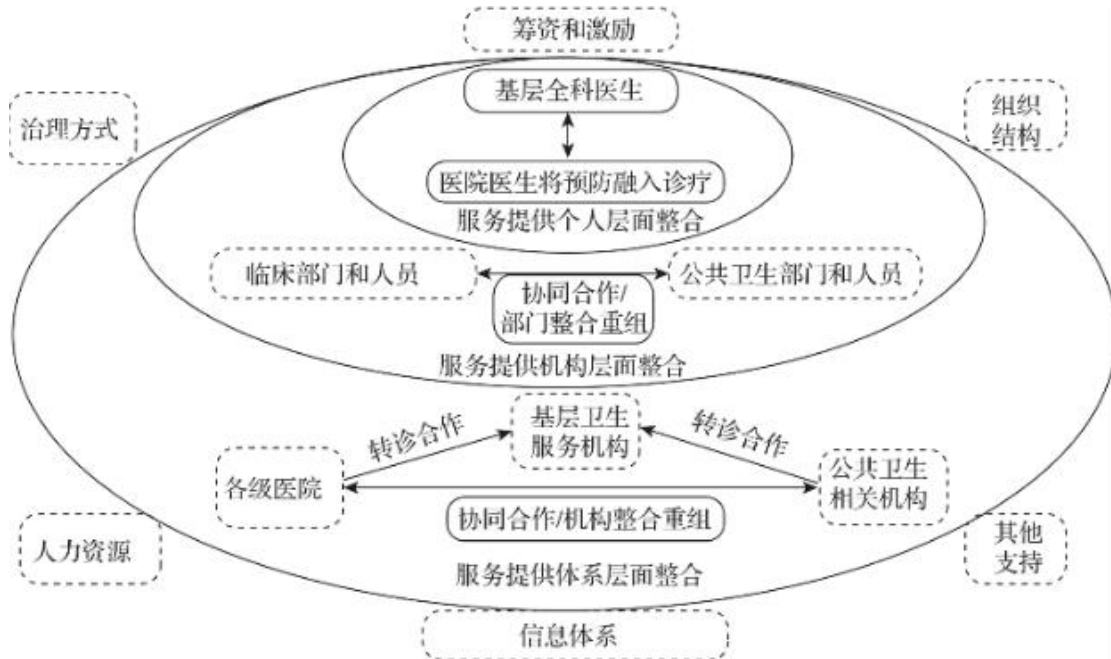 筹资和激励
基层全科医生
治理方式
组织
结构
医院医生将预防融入诊疗
服务提供个人层面整合
临床部门和人员
公共卫生部门和人员
协同合作/
部门整合重组
服务提供机构层面整合
转诊合作
基层卫生
服务机构
转诊合作
各级医院
公共卫生
相关机构
协同合作/机构整合重组
人力资源
其他
支持
服务提供体系层面整合
信息体系